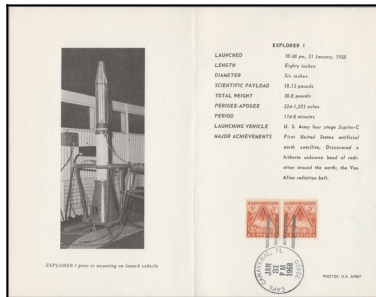 EXPLORER I prior to mounting on launch vehicle
EXPLORER I
LAUNCHED 10:48 pm, 31 January, 1958
LENGTH Eighty inches
DIAMETER Six inches
SCIENTIFIC PAYLOAD 18.13 pounds
TOTAL WEIGHT 30.8 pounds
PERIGEE-APOGEE 224-1,573 miles
PERIOD 114-8 minutes
LAUNCHING VEHICLE U. S. Army four stage Jupiter-C
MAJOR ACHIEVEMENTS First United States artificial
earth satellite; Discovered a
hitherto unknown band of radi-
ation around the earth; the Van
Allen radiation belt.
CAPE CANAVERAL, FL 32920
JAN
31
PM
1968
PHOTOS: U.S. ARMY